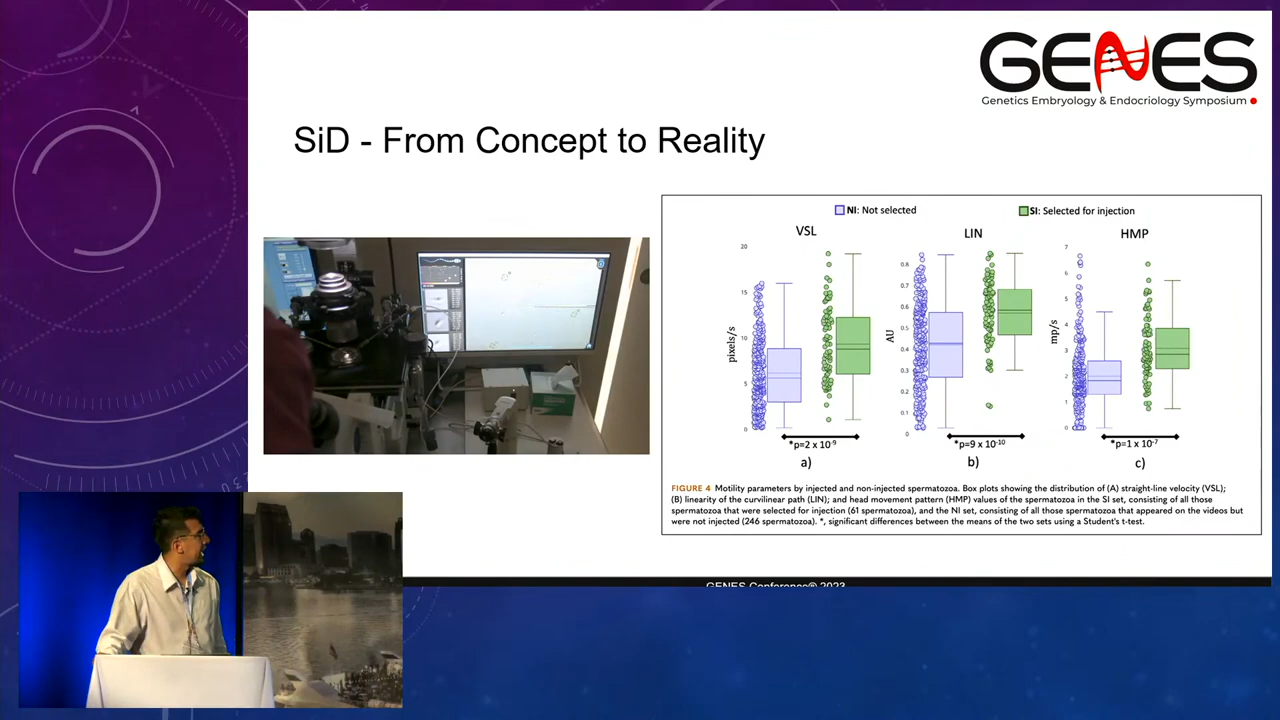 GENES
Genetics Embryology & Endocriology Symposium
SiD - From Concept to Reality
NI: Not selected
SI: Selected for injection
VSL
LIN
HMP
20
15
10
5
0
pixels/s
0.8
0.7
0.6
0.5
0.4
0.3
0.2
0.1
0
AU
7
6
5
4
3
2
1
0
mp/s
*p=2 x 10-9
*p=9 x 10-10
*p=1 x 10-7
a)
b)
c)
FIGURE 4 Motility parameters by injected and non-injected spermatozoa. Box plots showing the distribution of (A) straight-line velocity (VSL);
(B) linearity of the curvilinear path (LIN); and head movement pattern (HMP) values of the spermatozoa in the SI set, consisting of all those
spermatozoa that were selected for injection (61 spermatozoa), and the NI set, consisting of all those spermatozoa that appeared on the videos but
were not injected (246 spermatozoa). *, significant differences between the means of the two sets using a Student's t-test.
GENES Conference® 2023